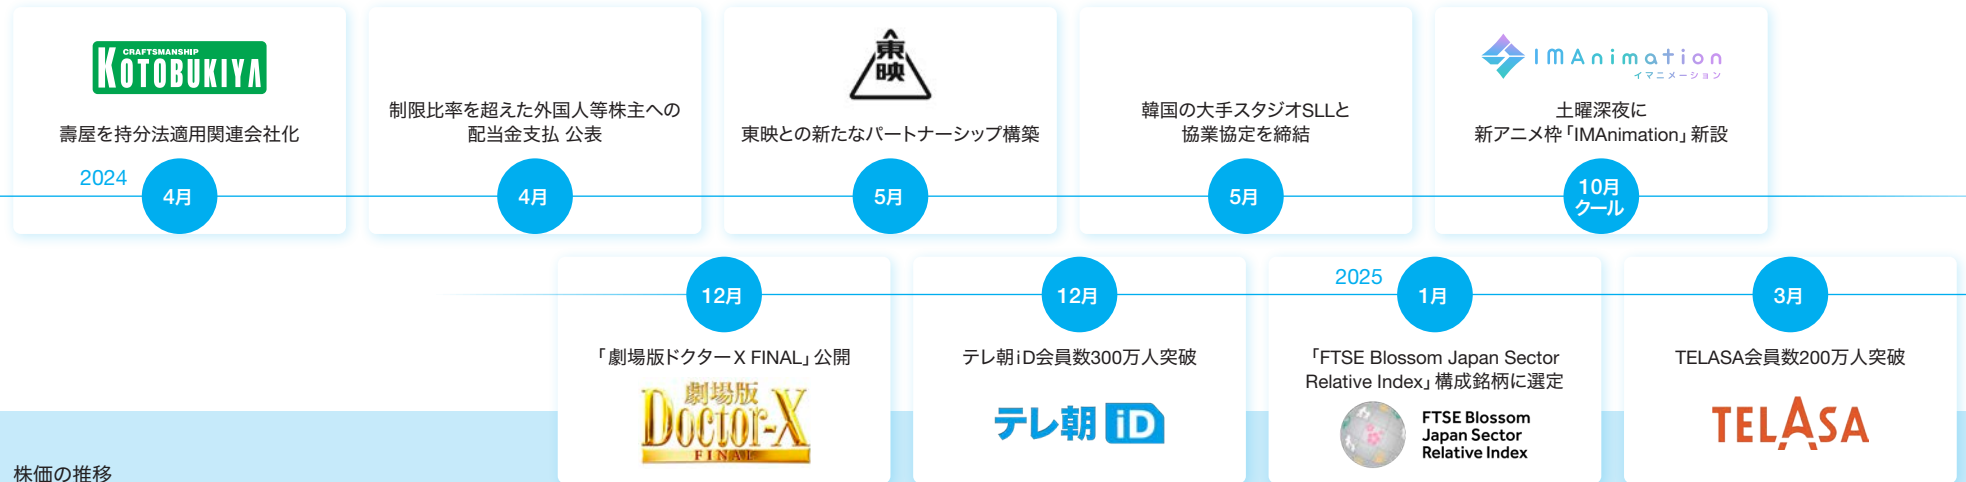 CRAFTSMANSHIP
KOTOBUKIYA
壽屋を持分法適用関連会社化
2024
4月
制限比率を超えた外国人等株主への
配当金支払 公表
4月
東映
東映との新たなパートナーシップ構築
5月
韓国の大手スタジオSLLと
協業協定を締結
5月
IMAnimation
イマニメーション
土曜深夜に
新アニメ枠「IMAnimation」新設
10月
クール
12月
「劇場版ドクターX FINAL」公開
劇場版
Doctor-X
FINAL
12月
テレ朝iD会員数300万人突破
テレ朝iD
2025
1月
「FTSE Blossom Japan Sector
Relative Index」構成銘柄に選定
FTSE Blossom
Japan Sector
Relative Index
3月
TELASA会員数200万人突破
TELASA
株価の推移